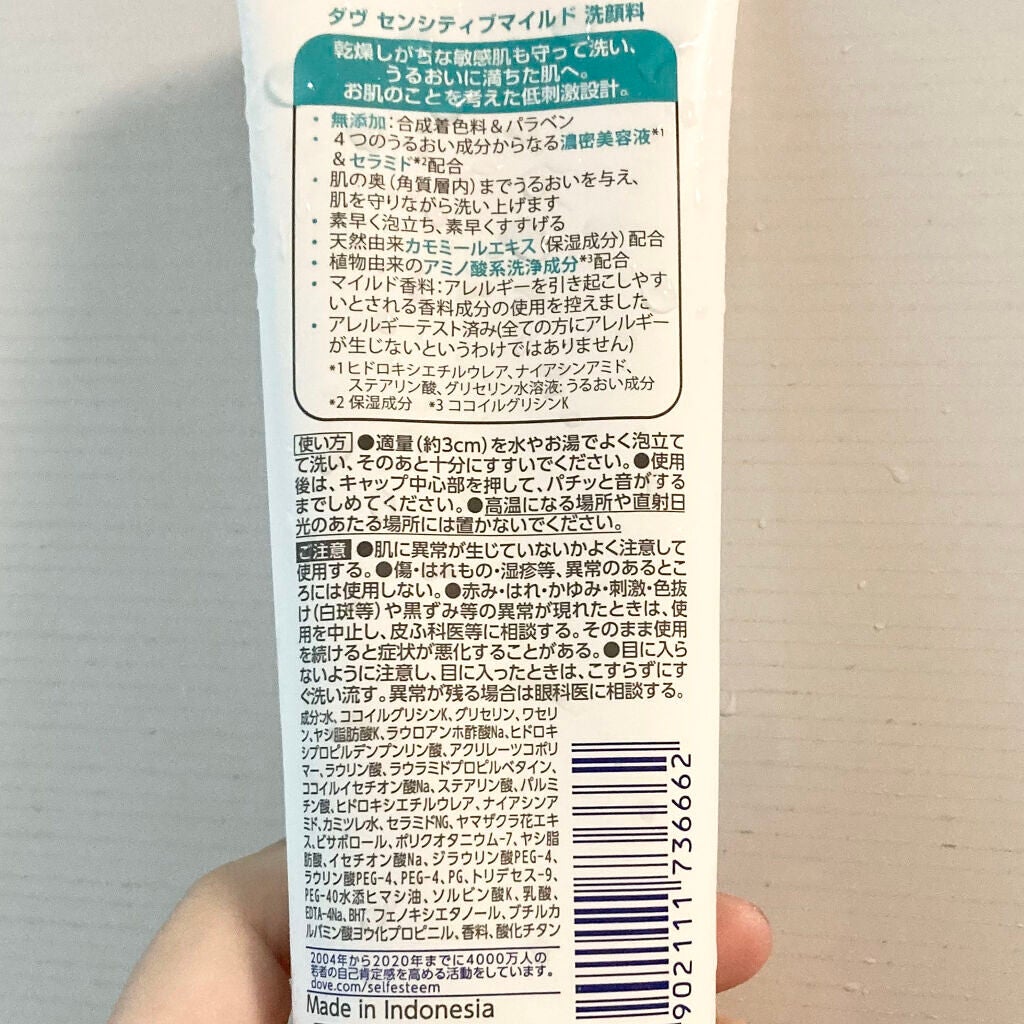 ダヴ センシティブマイルド 洗顔料
乾燥しがちな敏感肌も守って洗い、
うるおいに満ちた肌へ。
お肌のことを考えた低刺激設計。
・無添加:合成着色料&パラベン
・4つのうるおい成分からなる濃密美容液*1
&セラミド*2配合
・肌の奥(角質層内)までうるおいを与え、
肌を守りながら洗い上げます
・素早く泡立ち、素早くすすげる
・天然由来カモミールエキス(保湿成分)配合
・植物由来のアミノ酸系洗浄成分*3配合
・マイルド香料:アレルギーを引き起こしやす
いとされる香料成分の使用を控えました
・アレルギーテスト済み(全ての方にアレルギー
が生じないというわけではありません)
*1ヒドロキシエチルウレア、ナイアシンアミド、
ステアリン酸、グリセリン水溶液:うるおい成分
*2 保湿成分 *3 ココイルグリシンK
使い方 ●適量(約3cm)を水やお湯でよく泡立て
て洗い、そのあと十分にすすいでください。●使用
後は、キャップ中心部を押して、パチッと音がする
までしめてください。●高温になる場所や直射日
光のあたる場所には置かないでください。
ご注意 ●肌に異常が生じていないかよく注意して
使用する。●傷・はれもの・湿疹等、異常のあるとこ
ろには使用しない。●赤み・はれ・かゆみ・刺激・色抜
け(白斑等)や黒ずみ等の異常が現れたときは、使
用を中止し、皮ふ科医等に相談する。そのまま使用
を続けると症状が悪化することがある。●目に入ら
ないように注意し、目に入ったときは、こすらずにす
ぐ洗い流す。異常が残る場合は眼科医に相談する。
成分:水、ココイルグリシンK、グリセリン、ワセリ
ン、ヤシ脂肪酸K、ラウロアンホ酢酸Na、ヒドロキ
シプロピルデンプンリン酸、アクリレーツコポリ
マー、ラウリン酸、ラウラミドプロピルベタイン、
ココイルイセチオン酸Na、ステアリン酸、パルミ
チン酸、ヒドロキシエチルウレア、ナイアシンア
ミド、カミツレ水、セラミドNG、ヤマザクラ花エキ
ス、ビサボロール、ポリクオタニウム-7、ヤシ脂
肪酸、イセチオン酸Na、ジラウリン酸PEG-4、
ラウリン酸PEG-4、PEG-4、PG、トリデセス-9、
PEG-40水添ヒマシ油、ソルビン酸K、乳酸、
EDTA-4Na、BHT、フェノキシエタノール、ブチルカ
ルバミン酸ヨウ化プロピニル、香料、酸化チタン
2004年から2020年までに4000万人の
若者の自己肯定感を高める活動をしています。
dove.com/selfesteem
Made in Indonesia
902111 736662